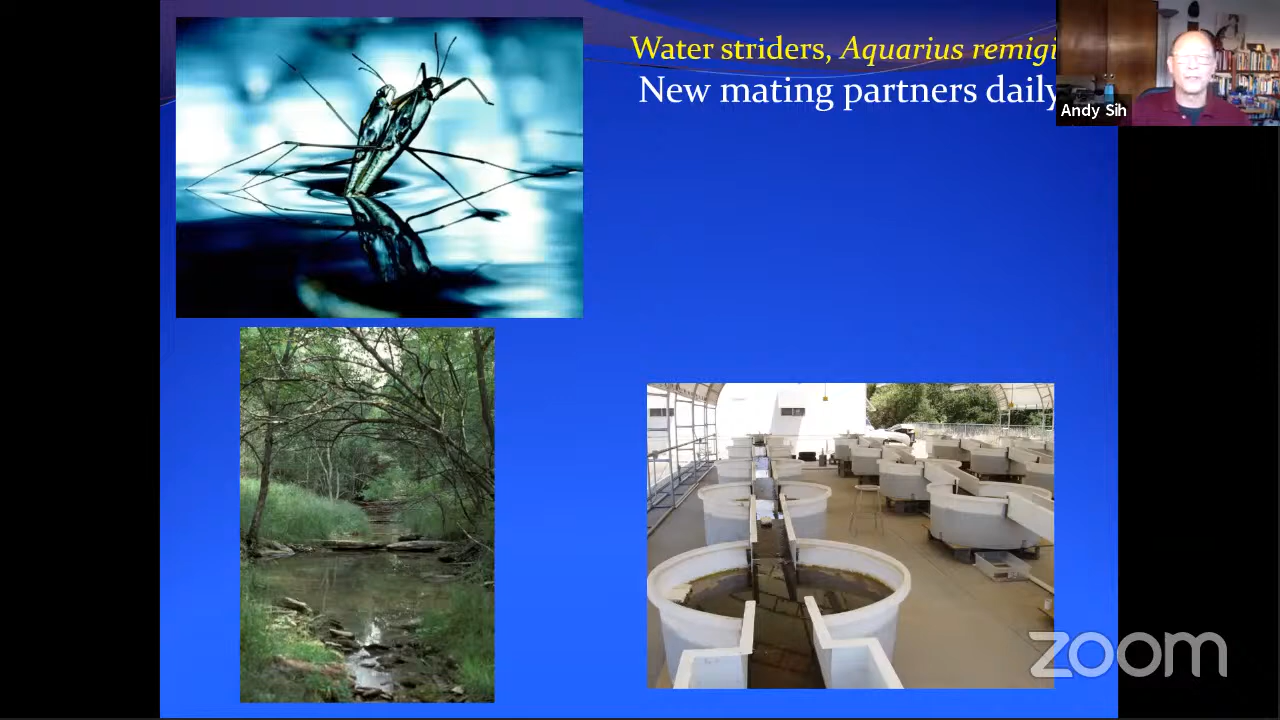 Water striders, Aquarius remigi
New mating partners daily
Andy Sih
zoom